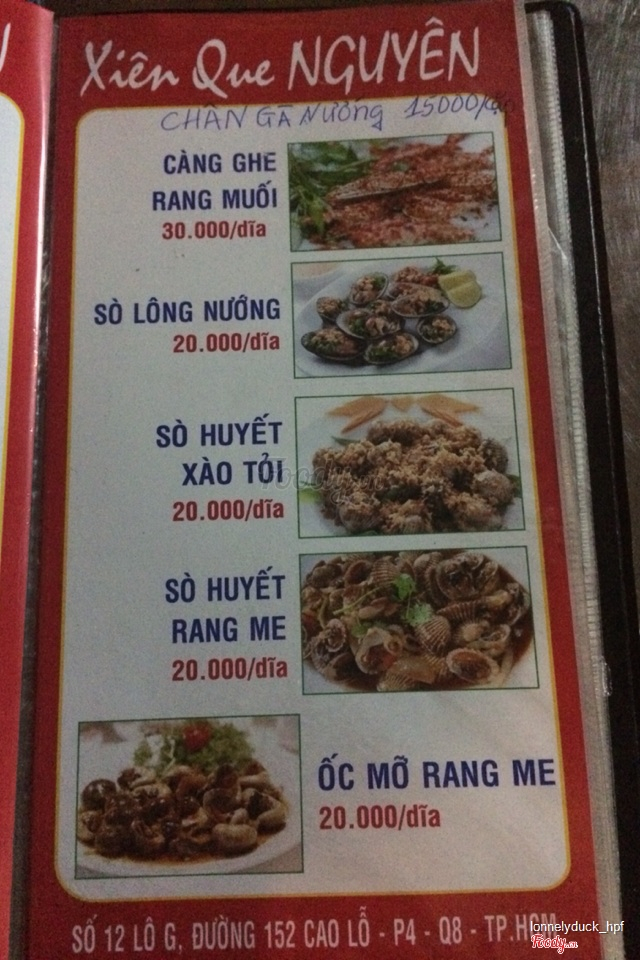 Xiên Que NGUYÊN
CHÂN GÀ NƯỚNG 15000/cặp
CÀNG GHE
RANG MUỐI
30.000/dĩa
SÒ LÔNG NƯỚNG
20.000/dĩa
SÒ HUYẾT
XÀO TỎI
20.000/dĩa
SÒ HUYẾT
RANG ME
20.000/dĩa
ỐC MỠ RANG ME
20.000/dĩa
SỐ 12 LÔ G, ĐƯỜNG 152 CAO LỖ - P4 - Q8 - TP.HCM
lonnelyduck_hpf
Foody.vn